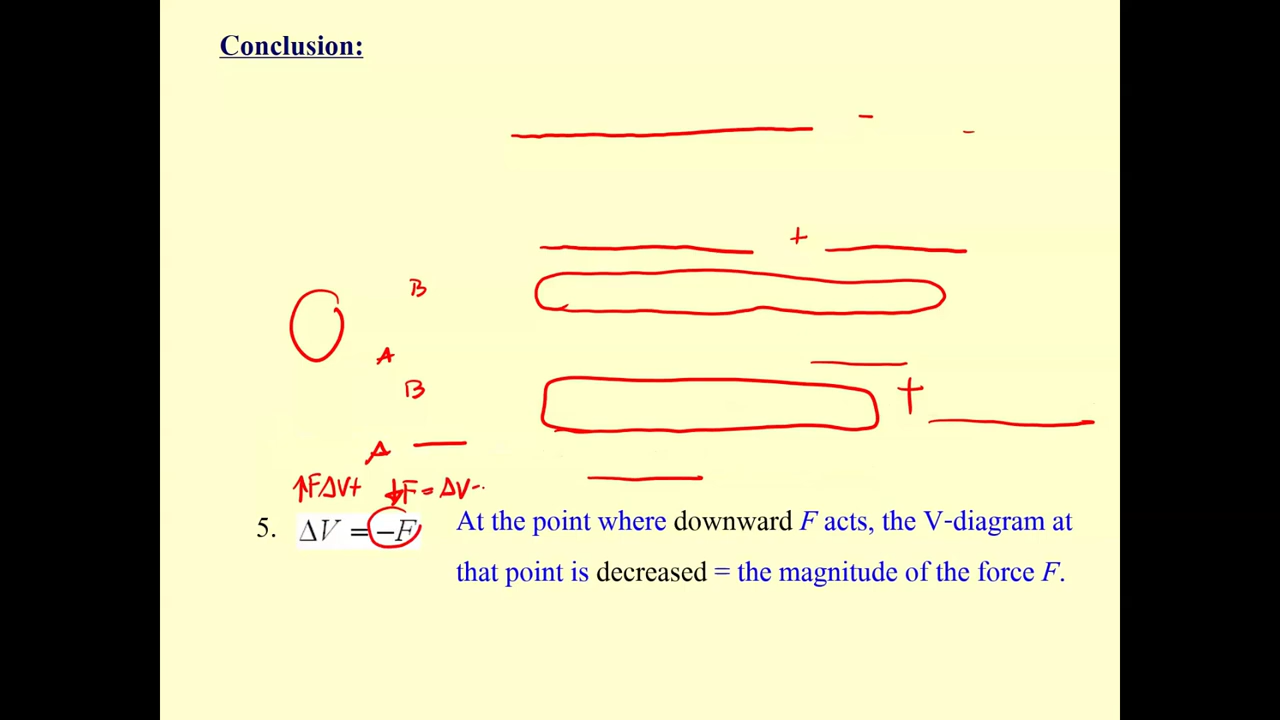 Conclusion:
-
-
+
B
A
B
+
A
↑FΔV+ ↓F = ΔV-
5. ΔV = -F At the point where downward F acts, the V-diagram at
that point is decreased = the magnitude of the force F.